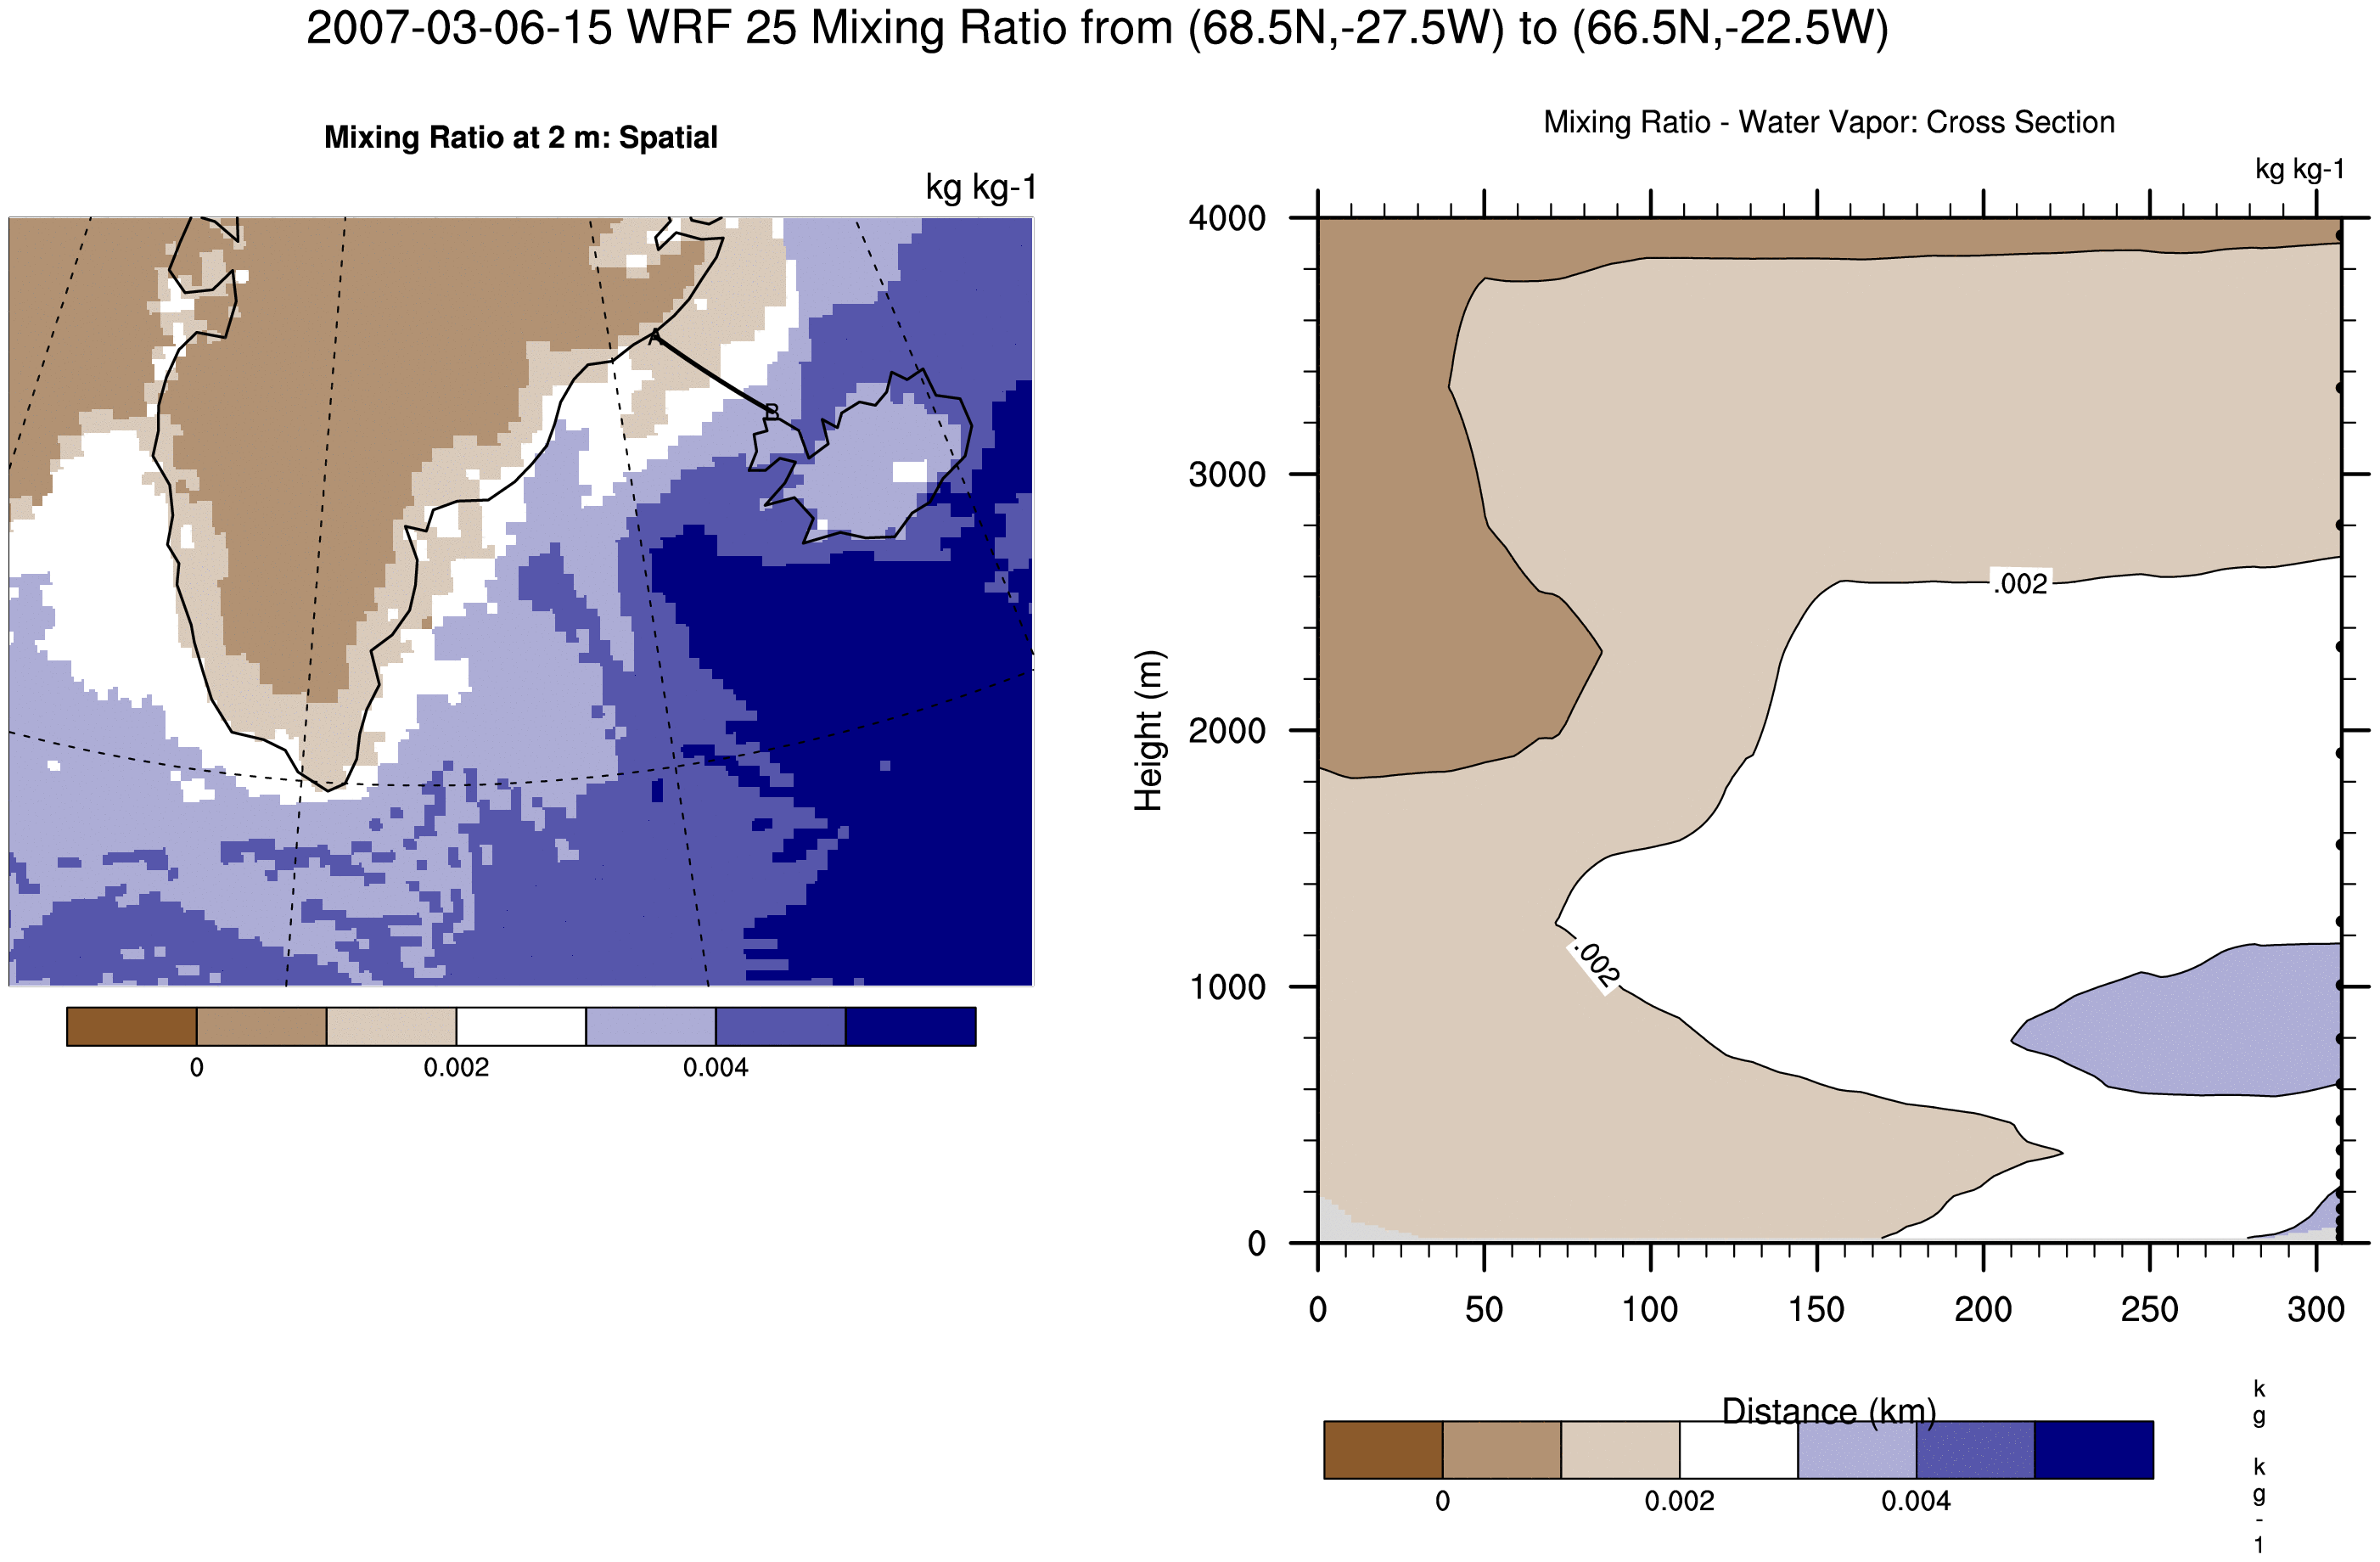 2007-03-06-15 WRF 25 Mixing Ratio from (68.5N,-27.5W) to (66.5N,-22.5W)
Mixing Ratio at 2 m: Spatial
kg kg-1
A
B
0 0.002 0.004
Mixing Ratio - Water Vapor: Cross Section
kg kg-1
4000
3000
2000
1000
0
Height (m)
.002
.002
0 50 100 150 200 250 300
Distance (km)
0 0.002 0.004
k
g
k
g
-
1